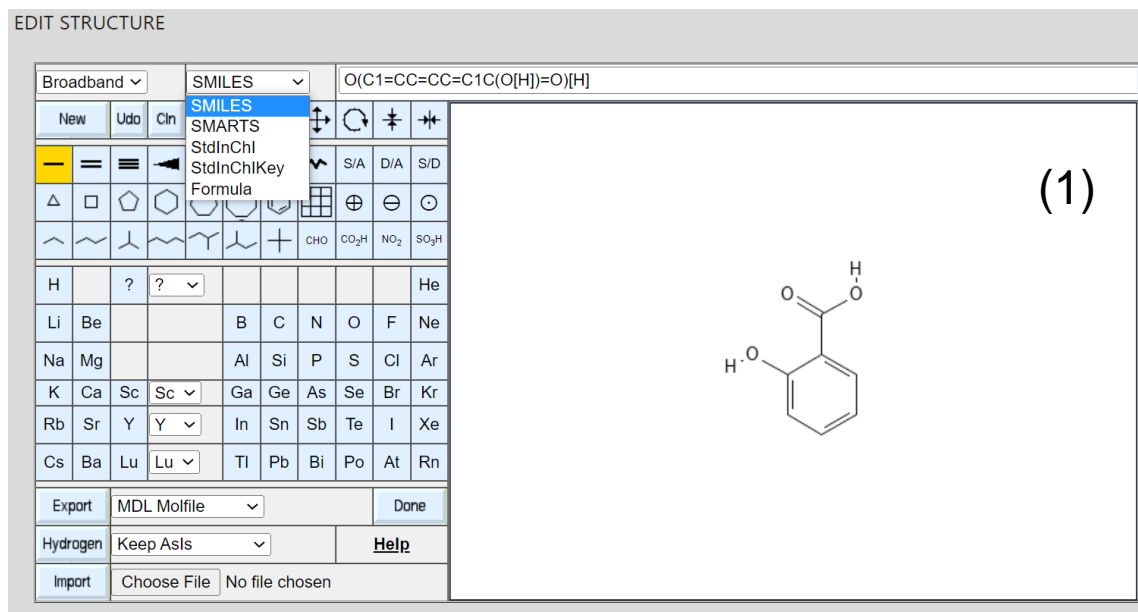 EDIT STRUCTURE
Broadband SMILES O(C1=CC=CC=C1C(O[H])=O)[H]
SMILES
SMARTS
StdInChI
StdInChIKey
Formula
New Udo Cln
S/A D/A S/D
CHO CO2H NO2 SO3H
H ? ? He
Li Be B C N O F Ne
Na Mg Al Si P S Cl Ar
K Ca Sc Sc Ga Ge As Se Br Kr
Rb Sr Y Y In Sn Sb Te I Xe
Cs Ba Lu Lu Tl Pb Bi Po At Rn
Export MDL Molfile Done
Hydrogen Keep AsIs Help
Import Choose File No file chosen
(1)
H
O O
H O